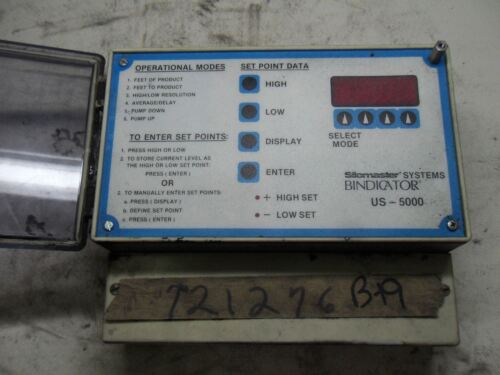 OPERATIONAL MODES
1. FEET OF PRODUCT
2. FEET TO PRODUCT
3. HIGH/LOW RESOLUTION
4. AVERAGE/DELAY
5. PUMP DOWN
6. PUMP UP
TO ENTER SET POINTS:
1. PRESS HIGH OR LOW
2. TO STORE CURRENT LEVEL AS
THE HIGH OR LOW SET POINT:
PRESS (ENTER)
OR
2. TO MANUALLY ENTER SET POINTS:
a. PRESS (DISPLAY)
b. DEFINE SET POINT
c. PRESS (ENTER)
SET POINT DATA
HIGH
LOW
DISPLAY
ENTER
+ HIGH SET
- LOW SET
SELECT
MODE
Silomaster SYSTEMS
BINDICATOR
US - 5000
721276 B+9